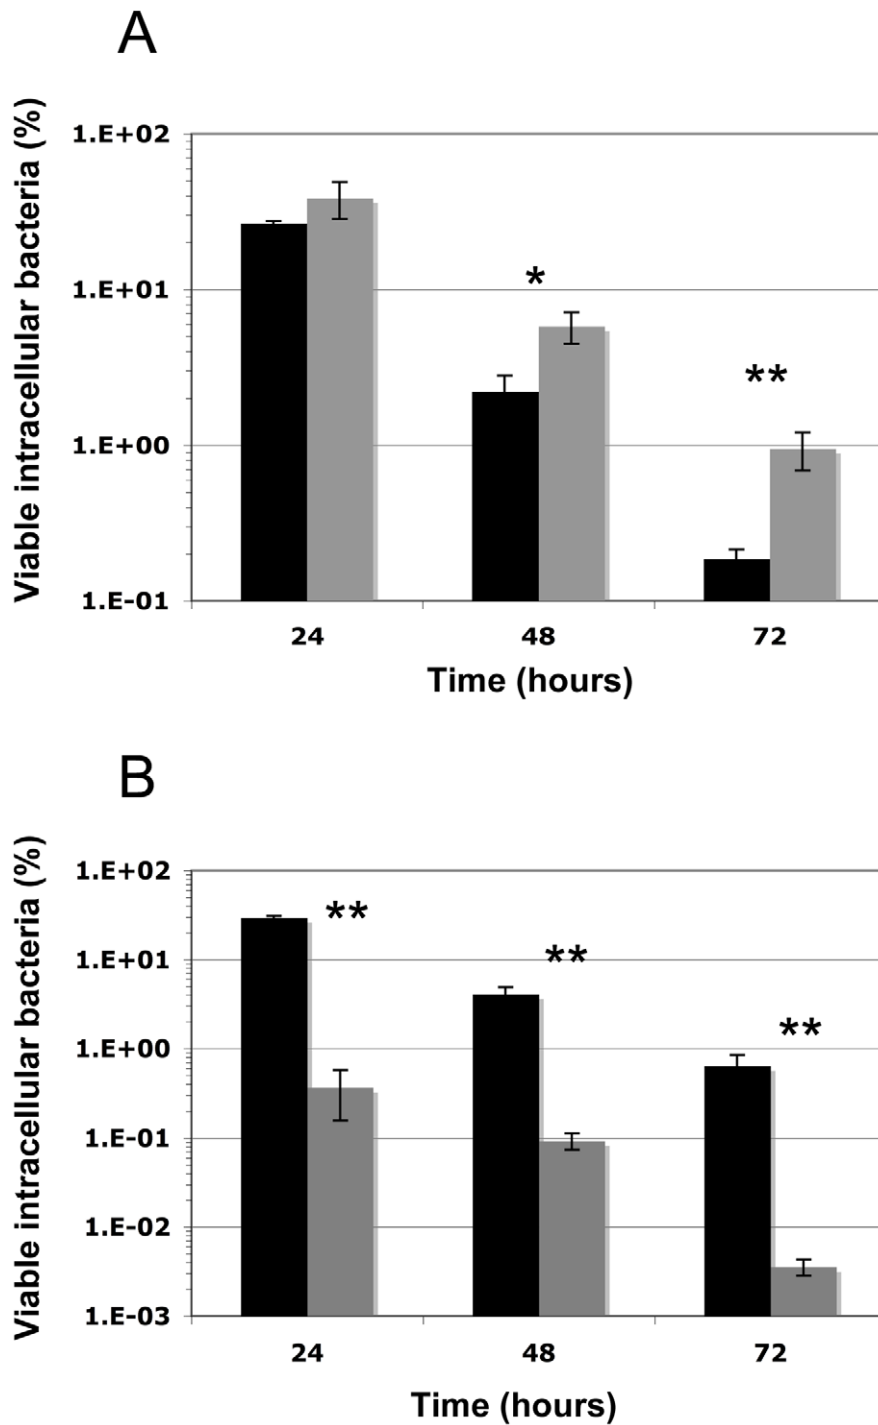 A
Viable intracellular bacteria (%)
1.E+02
1.E+01
1.E+00
1.E-01
*
**
24 48 72
Time (hours)
B
Viable intracellular bacteria (%)
1.E+02
1.E+01
1.E+00
1.E-01
1.E-02
1.E-03
**
**
**
24 48 72
Time (hours)